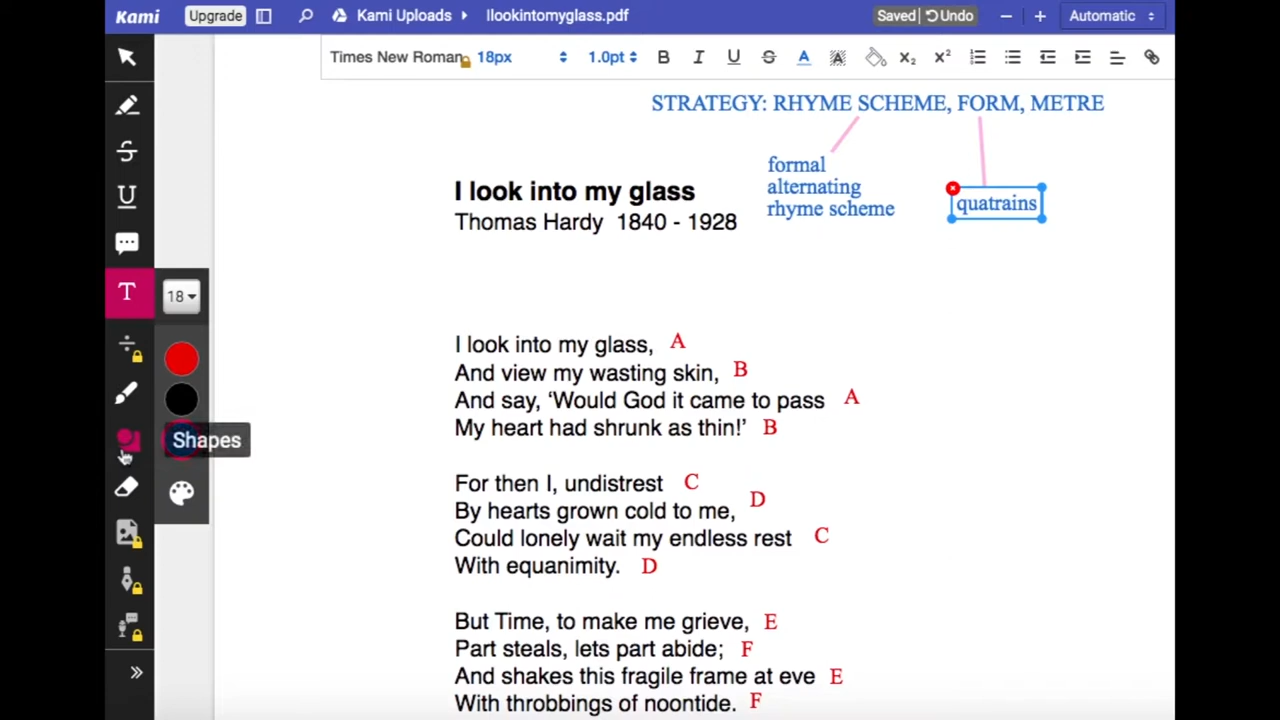 Kami Upgrade Kami Uploads Ilookintomyglass.pdf Saved Undo Automatic
Times New Roman 18px 1.0pt B I U S A A X₂ X²
STRATEGY: RHYME SCHEME, FORM, METRE
formal
alternating
rhyme scheme
quatrains
I look into my glass
Thomas Hardy 1840 - 1928
T 18
Shapes
I look into my glass, A
And view my wasting skin, B
And say, ‘Would God it came to pass A
My heart had shrunk as thin!’ B
For then I, undistrest C
By hearts grown cold to me, D
Could lonely wait my endless rest C
With equanimity. D
But Time, to make me grieve, E
Part steals, lets part abide; F
And shakes this fragile frame at eve E
With throbbings of noontide. F